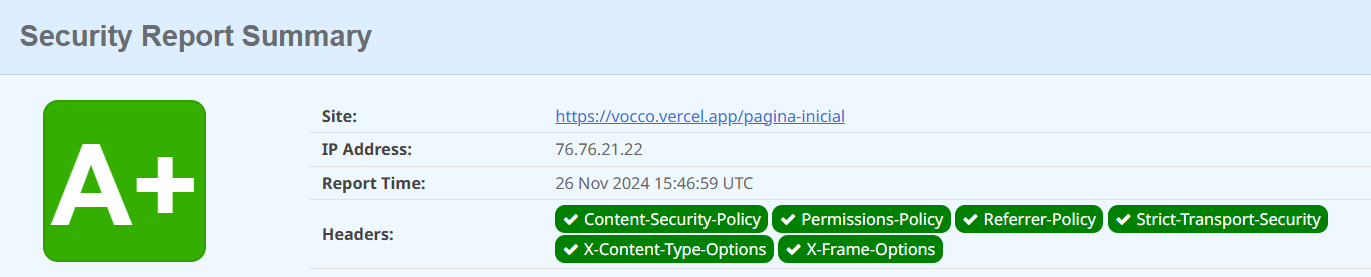 Security Report Summary
A+
Site: https://vocco.vercel.app/pagina-inicial
IP Address: 76.76.21.22
Report Time: 26 Nov 2024 15:46:59 UTC
Headers: Content-Security-Policy Permissions-Policy Referrer-Policy Strict-Transport-Security
X-Content-Type-Options X-Frame-Options